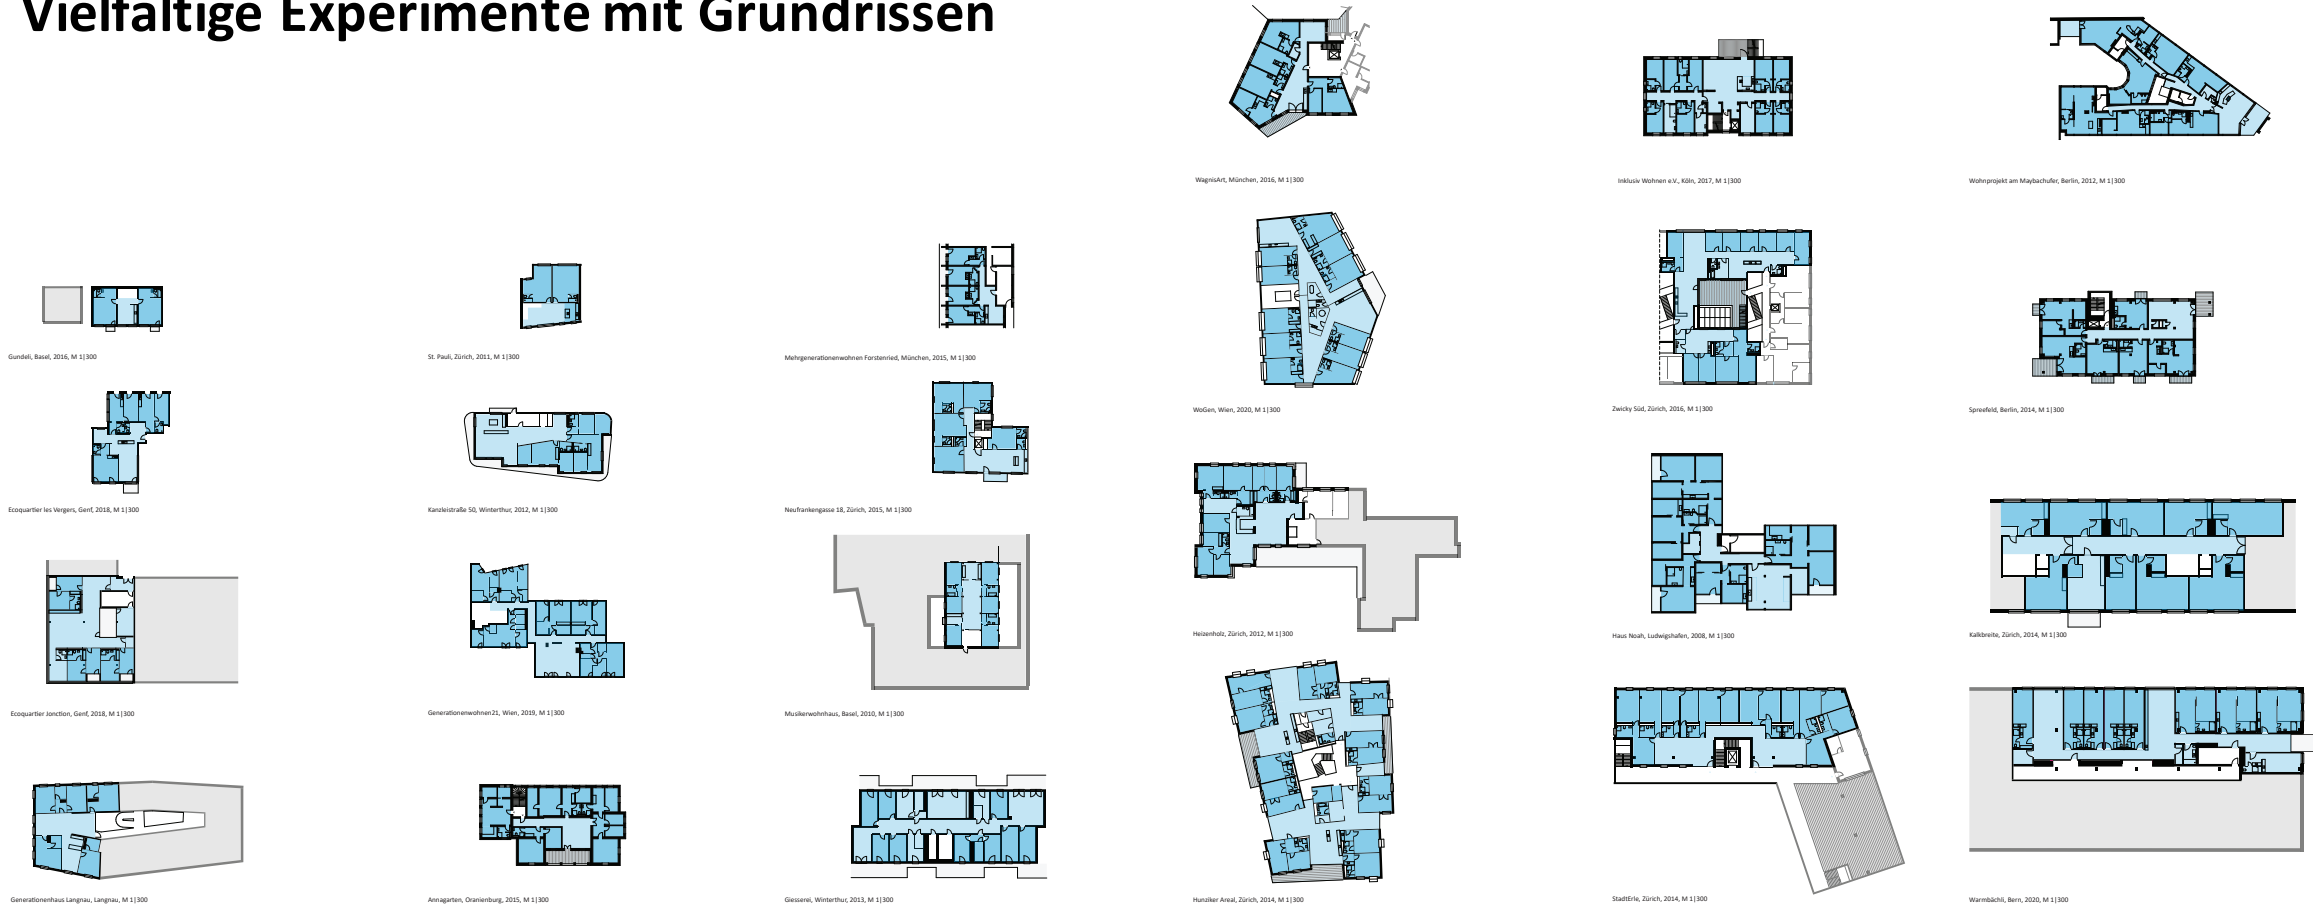 Vielfältige Experimente mit Grundrissen
WagnisArt, München, 2016, M 1|300
Inklusiv Wohnen e.V., Köln, 2017, M 1|300
Wohnprojekt am Maybachufer, Berlin, 2012, M 1|300
Gundeli, Basel, 2016, M 1|300
St. Pauli, Zürich, 2011, M 1|300
Mehrgenerationenwohnen Forstenried, München, 2015, M 1|300
WoGen, Wien, 2020, M 1|300
Zwicky Süd, Zürich, 2016, M 1|300
Spreefeld, Berlin, 2014, M 1|300
Ecoquartier les Vergers, Genf, 2018, M 1|300
Kanzleistraße 50, Winterthur, 2012, M 1|300
Neufrankengasse 18, Zürich, 2015, M 1|300
Heizenholz, Zürich, 2012, M 1|300
Haus Noah, Ludwigshafen, 2008, M 1|300
Kalkbreite, Zürich, 2014, M 1|300
Ecoquartier Jonction, Genf, 2018, M 1|300
Generationenwohnen21, Wien, 2019, M 1|300
Musikerwohnhaus, Basel, 2010, M 1|300
Generationenhaus Langnau, Langnau, M 1|300
Annagarten, Oranienburg, 2015, M 1|300
Giesserei, Winterthur, 2013, M 1|300
Hunziker Areal, Zürich, 2014, M 1|300
StadtErle, Zürich, 2014, M 1|300
Warmbächli, Bern, 2020, M 1|300